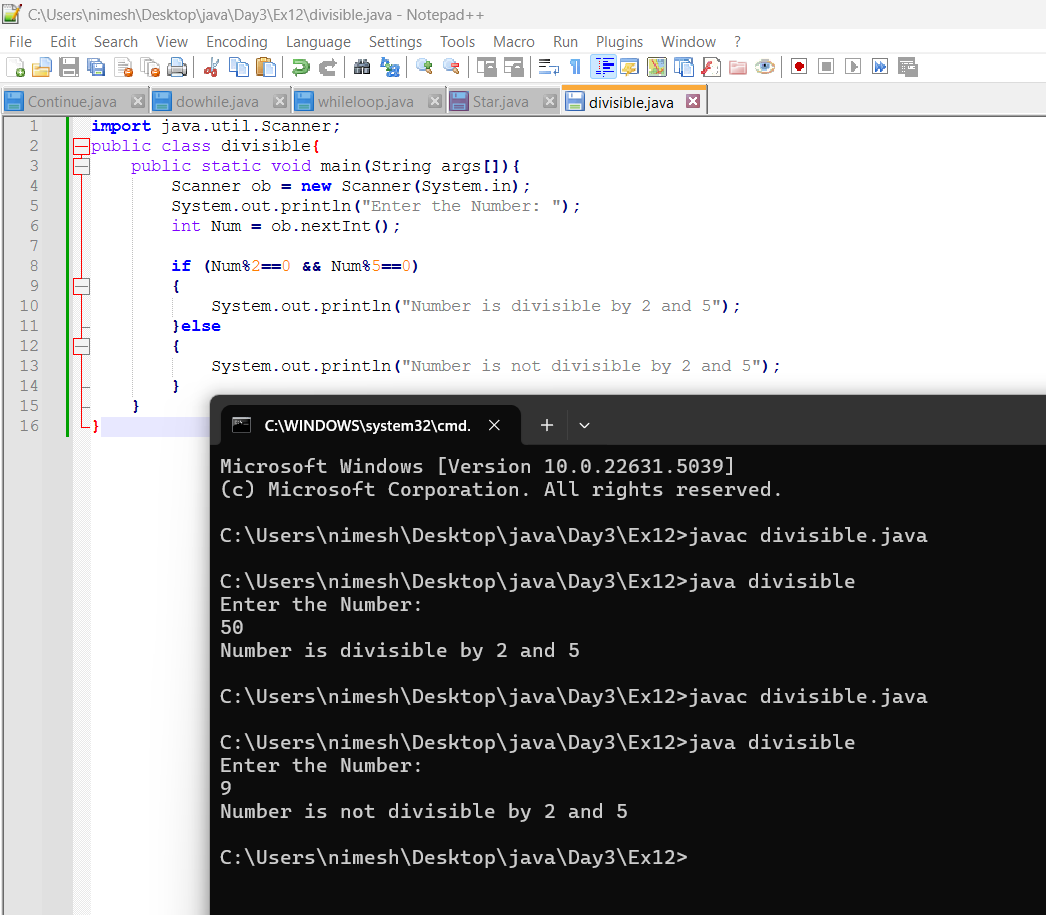 C:\Users\nimesh\Desktop\java\Day3\Ex12\divisible.java - Notepad++
File Edit Search View Encoding Language Settings Tools Macro Run Plugins Window ?
Continue.java dowhile.java whileloop.java Star.java divisible.java
1 import java.util.Scanner;
2 public class divisible{
3 public static void main(String args[]){
4 Scanner ob = new Scanner(System.in);
5 System.out.println("Enter the Number: ");
6 int Num = ob.nextInt();
7
8 if (Num%2==0 && Num%5==0)
9 {
10 System.out.println("Number is divisible by 2 and 5");
11 }else
12 {
13 System.out.println("Number is not divisible by 2 and 5");
14 }
15 }
16 }
C:\WINDOWS\system32\cmd.
Microsoft Windows [Version 10.0.22631.5039]
(c) Microsoft Corporation. All rights reserved.
C:\Users\nimesh\Desktop\java\Day3\Ex12>javac divisible.java
C:\Users\nimesh\Desktop\java\Day3\Ex12>java divisible
Enter the Number:
50
Number is divisible by 2 and 5
C:\Users\nimesh\Desktop\java\Day3\Ex12>javac divisible.java
C:\Users\nimesh\Desktop\java\Day3\Ex12>java divisible
Enter the Number:
9
Number is not divisible by 2 and 5
C:\Users\nimesh\Desktop\java\Day3\Ex12>